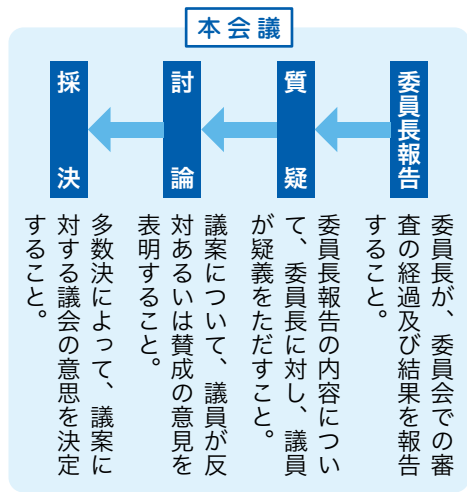 本会議
委員長報告
委員長が、委員会での審
査の経過及び結果を報告
すること。
質疑
委員長報告の内容につい
て、委員長に対し、議員
が疑義をただすこと。
討論
議案について、議員が反
対あるいは賛成の意見を
表明すること。
採決
多数決によって、議案に
対する議会の意思を決定
すること。